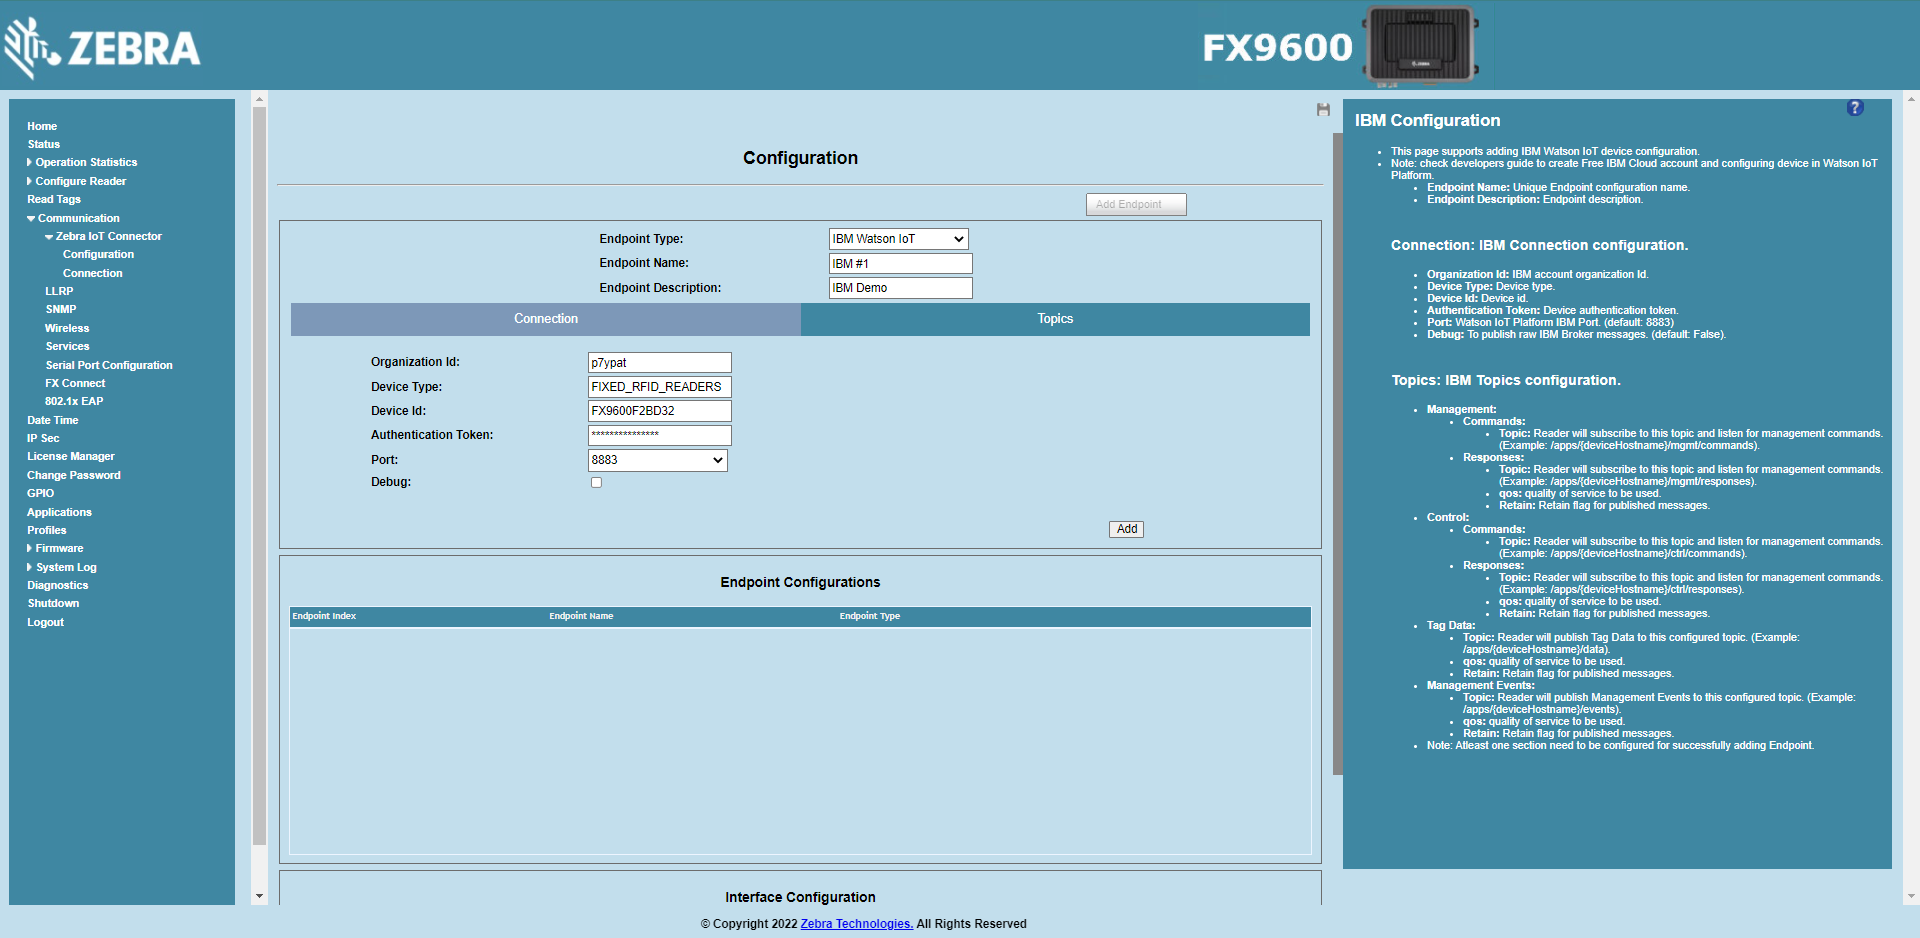 ZEBRA
FX9600
Home
Status
Operation Statistics
Configure Reader
Read Tags
Communication
Zebra IoT Connector
Configuration
Connection
LLRP
SNMP
Wireless
Services
Serial Port Configuration
FX Connect
802.1x EAP
Date Time
IP Sec
License Manager
Change Password
GPIO
Applications
Profiles
Firmware
System Log
Diagnostics
Shutdown
Logout
Configuration
Add Endpoint
Endpoint Type: IBM Watson IoT
Endpoint Name: IBM #1
Endpoint Description: IBM Demo
Connection Topics
Organization Id: p7ypat
Device Type: FIXED_RFID_READERS
Device Id: FX9600F2BD32
Authentication Token: ***************
Port: 8883
Debug:
Add
Endpoint Configurations
Endpoint Index Endpoint Name Endpoint Type
Interface Configuration
?
IBM Configuration
• This page supports adding IBM Watson IoT device configuration.
• Note: check developers guide to create Free IBM Cloud account and configuring device in Watson IoT
Platform.
• Endpoint Name: Unique Endpoint configuration name.
• Endpoint Description: Endpoint description.
Connection: IBM Connection configuration.
• Organization Id: IBM account organization Id.
• Device Type: Device type.
• Device Id: Device id.
• Authentication Token: Device authentication token.
• Port: Watson IoT Platform IBM Port. (default: 8883)
• Debug: To publish raw IBM Broker messages. (default: False).
Topics: IBM Topics configuration.
• Management:
• Commands:
• Topic: Reader will subscribe to this topic and listen for management commands.
(Example: /apps/{deviceHostname}/mgmt/commands).
• Responses:
• Topic: Reader will subscribe to this topic and listen for management commands.
(Example: /apps/{deviceHostname}/mgmt/responses).
• qos: quality of service to be used.
• Retain: Retain flag for published messages.
• Control:
• Commands:
• Topic: Reader will subscribe to this topic and listen for management commands.
(Example: /apps/{deviceHostname}/ctrl/commands).
• Responses:
• Topic: Reader will subscribe to this topic and listen for management commands.
(Example: /apps/{deviceHostname}/ctrl/responses).
• qos: quality of service to be used.
• Retain: Retain flag for published messages.
• Tag Data:
• Topic: Reader will publish Tag Data to this configured topic. (Example:
/apps/{deviceHostname}/data).
• qos: quality of service to be used.
• Retain: Retain flag for published messages.
• Management Events:
• Topic: Reader will publish Management Events to this configured topic. (Example:
/apps/{deviceHostname}/events).
• qos: quality of service to be used.
• Retain: Retain flag for published messages.
• Note: Atleast one section need to be configured for successfully adding Endpoint.
© Copyright 2022 Zebra Technologies. All Rights Reserved